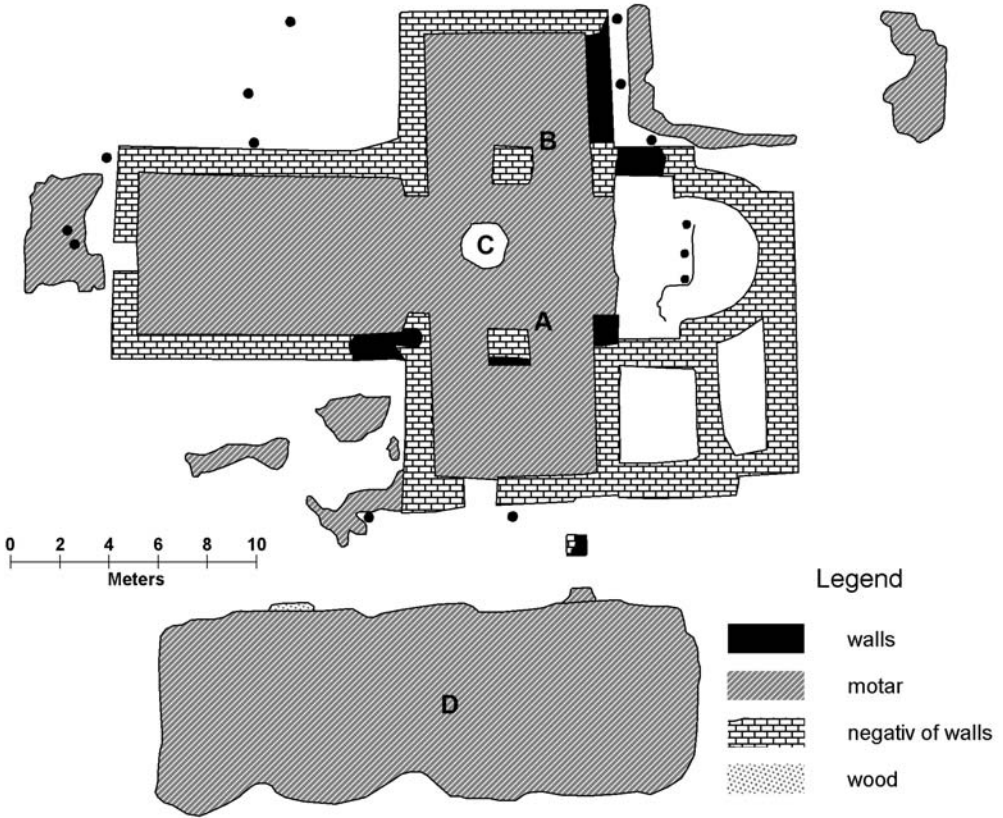 B
C
A
0 2 4 6 8 10
Meters
Legend
walls
motar
negativ of walls
wood
D